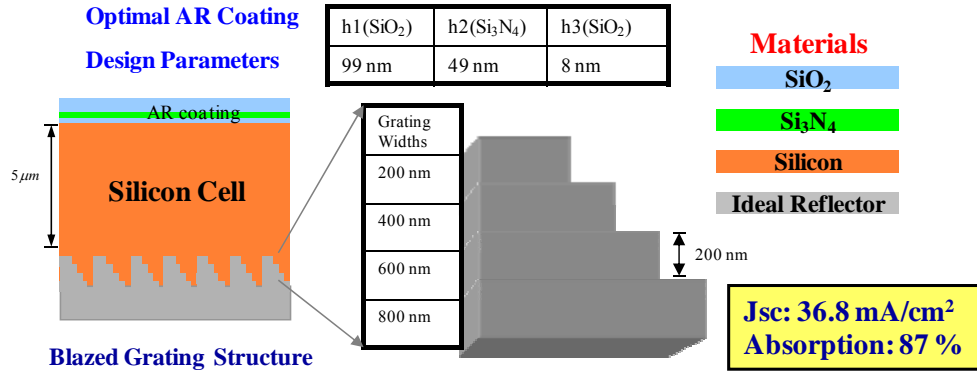 Optimal AR Coating
Design Parameters
h1(SiO₂) h2(Si₃N₄) h3(SiO₂)
99 nm 49 nm 8 nm
Materials
SiO₂
Si₃N₄
Silicon
Ideal Reflector
AR coating
5 μm
Silicon Cell
Grating
Widths
200 nm
400 nm
600 nm
800 nm
200 nm
Blazed Grating Structure
Jsc: 36.8 mA/cm²
Absorption: 87 %